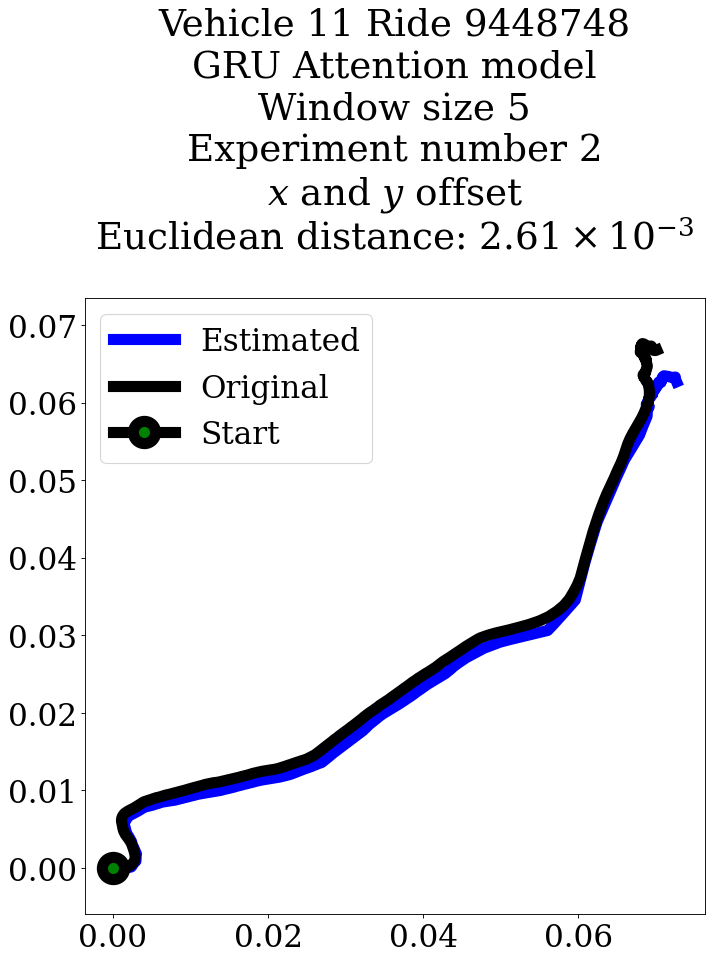 Vehicle 11 Ride 9448748
GRU Attention model
Window size 5
Experiment number 2
x and y offset
Euclidean distance: 2.61 × 10⁻³
Estimated
Original
Start
0.07
0.06
0.05
0.04
0.03
0.02
0.01
0.00
0.00 0.02 0.04 0.06